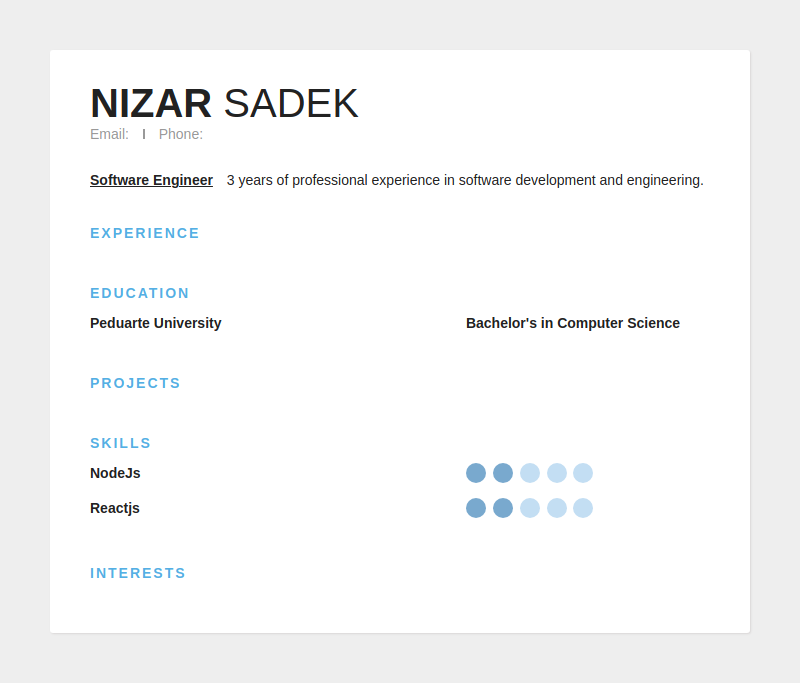 NIZAR SADEK
Email: I Phone:
Software Engineer 3 years of professional experience in software development and engineering.
EXPERIENCE
EDUCATION
Peduarte University Bachelor's in Computer Science
PROJECTS
SKILLS
NodeJs
Reactjs
INTERESTS